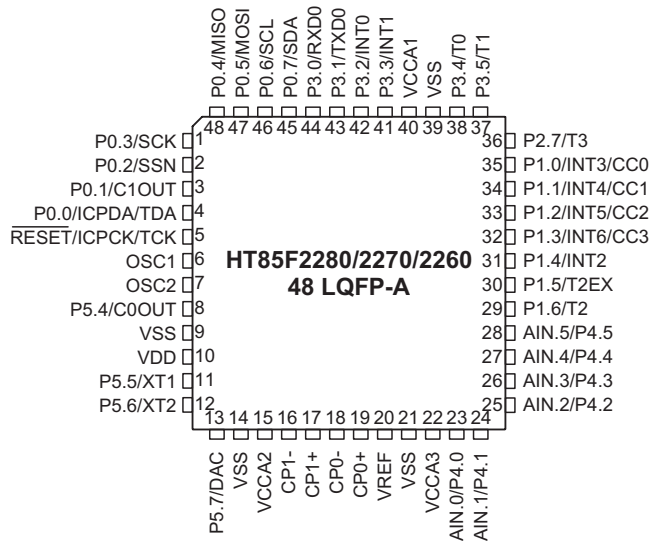 P0.4/MISO
P0.5/MOSI
P0.6/SCL
P0.7/SDA
P3.0/RXD0
P3.1/TXD0
P3.2/INT0
P3.3/INT1
VCCA1
VSS
P3.4/T0
P3.5/T1
48 47 46 45 44 43 42 41 40 39 38 37
P0.3/SCK 1
P0.2/SSN 2
P0.1/C1OUT 3
P0.0/ICPDA/TDA 4
RESET/ICPCK/TCK 5
OSC1 6
OSC2 7
P5.4/C0OUT 8
VSS 9
VDD 10
P5.5/XT1 11
P5.6/XT2 12
HT85F2280/2270/2260
48 LQFP-A
36 P2.7/T3
35 P1.0/INT3/CC0
34 P1.1/INT4/CC1
33 P1.2/INT5/CC2
32 P1.3/INT6/CC3
31 P1.4/INT2
30 P1.5/T2EX
29 P1.6/T2
28 AIN.5/P4.5
27 AIN.4/P4.4
26 AIN.3/P4.3
25 AIN.2/P4.2
13 14 15 16 17 18 19 20 21 22 23 24
P5.7/DAC
VSS
VCCA2
CP1-
CP1+
CP0-
CP0+
VREF
VSS
VCCA3
AIN.0/P4.0
AIN.1/P4.1